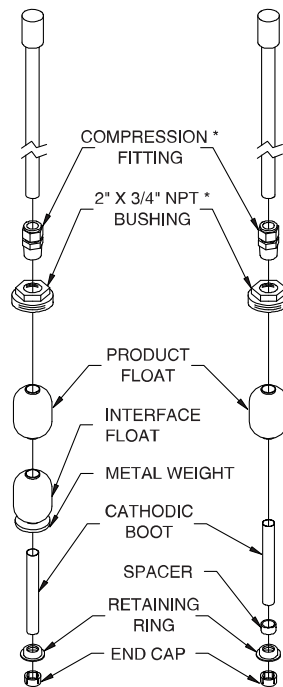 COMPRESSION *
FITTING
2" X 3/4" NPT *
BUSHING
PRODUCT
FLOAT
INTERFACE
FLOAT
METAL WEIGHT
CATHODIC
BOOT
SPACER
RETAINING
RING
END CAP